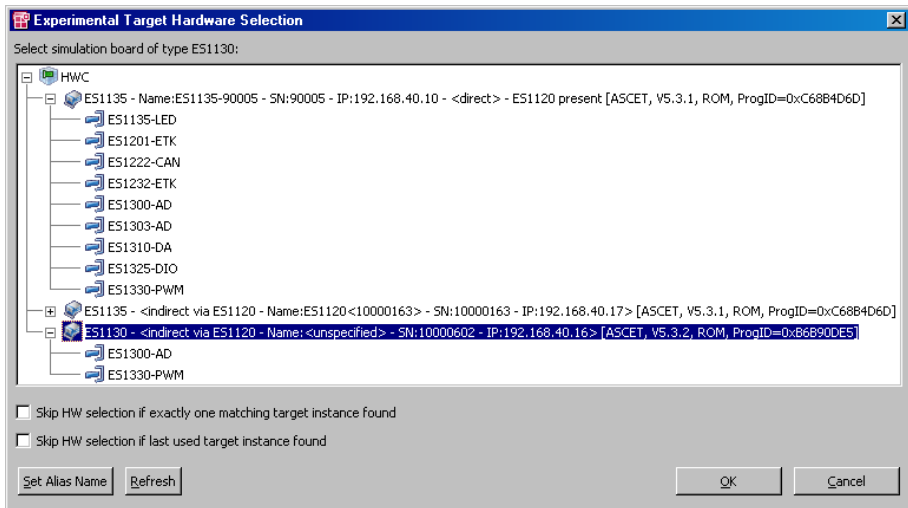 Experimental Target Hardware Selection
Select simulation board of type ES1130:
HWC
ES1135 - Name:ES1135-90005 - SN:90005 - IP:192.168.40.10 - <direct> - ES1120 present [ASCET, V5.3.1, ROM, ProgID=0xC68B4D6D]
ES1135-LED
ES1201-ETK
ES1222-CAN
ES1232-ETK
ES1300-AD
ES1303-AD
ES1310-DA
ES1325-DIO
ES1330-PWM
ES1135 - <indirect via ES1120 - Name:ES1120<10000163> - SN:10000163 - IP:192.168.40.17> [ASCET, V5.3.1, ROM, ProgID=0xC68B4D6D]
ES1130 - <indirect via ES1120 - Name:<unspecified> - SN:10000602 - IP:192.168.40.16> [ASCET, V5.3.2, ROM, ProgID=0xB6B90DE5]
ES1300-AD
ES1330-PWM
Skip HW selection if exactly one matching target instance found
Skip HW selection if last used target instance found
Set Alias Name Refresh OK Cancel